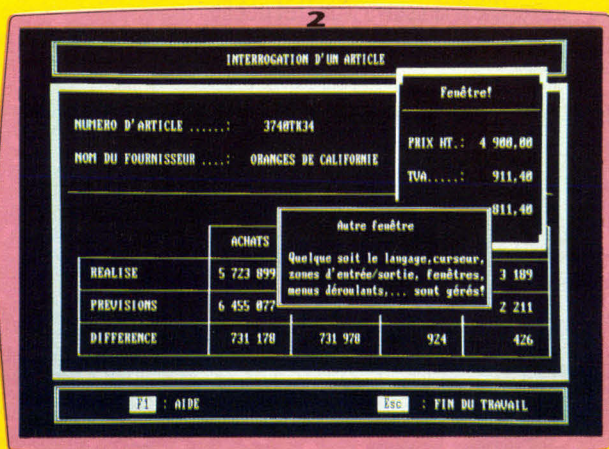 2
INTERROGATION D'UN ARTICLE
Fenêtre!
NUMERO D'ARTICLE ......: 3740TK34
PRIX HT.: 4 900,00
NOM DU FOURNISSEUR ....: ORANGES DE CALIFORNIE
TVA.....: 911,40
811,40
Autre fenêtre
ACHATS
Quelque soit le langage,curseur,
zones d'entrée/sortie, fenêtres,
menus déroulants,... sont gérés!
REALISE 5 723 899 3 189
PREVISIONS 6 455 077 2 211
DIFFERENCE 731 178 731 978 924 426
F1 : AIDE Esc : FIN DU TRAVAIL